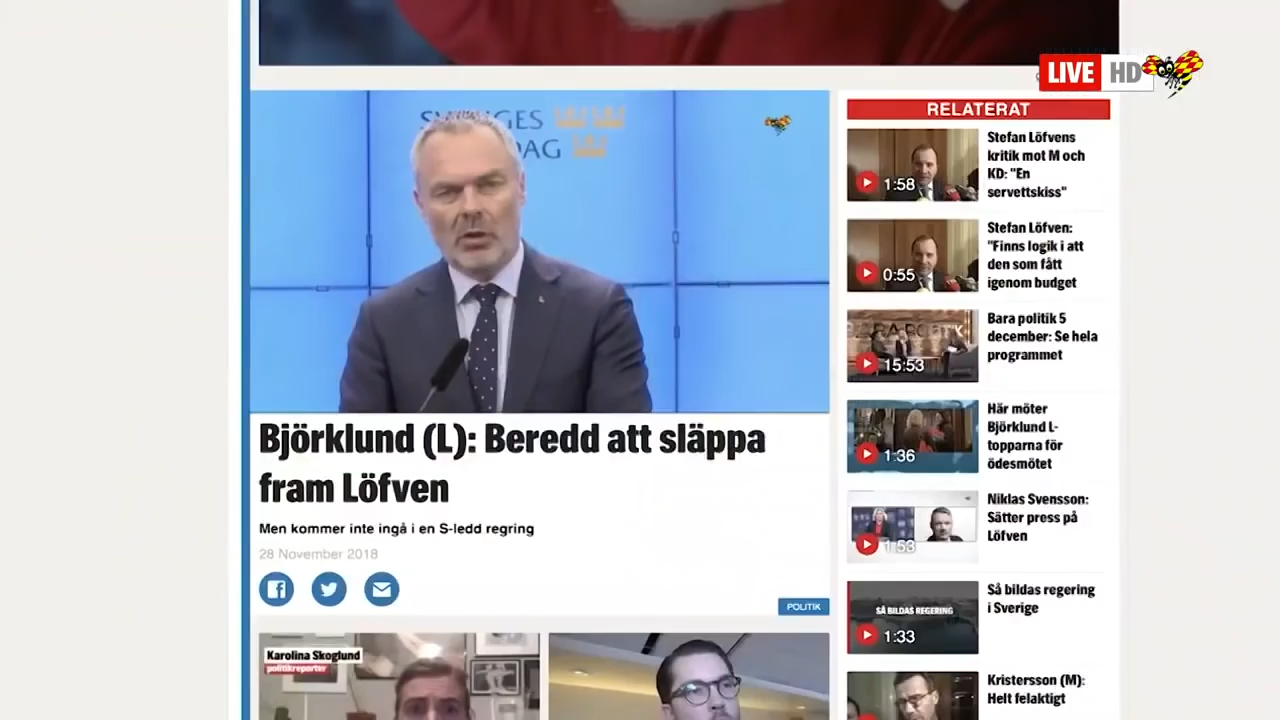 LIVE HD
SVERIGES
RELATERAT
Stefan Löfvens
kritik mot M och
KD: "En
servettskiss"
1:58
Stefan Löfven:
"Finns logik i att
den som fått
igenom budget
0:55
Bara politik 5
december: Se hela
programmet
15:53
Här möter
Björklund L-
topparna för
ödesmötet
1:36
Niklas Svensson:
Sätter press på
Löfven
1:53
Så bildas regering
i Sverige
SÅ BILDAS REGERING
1:33
Kristersson (M):
Helt felaktigt
Björklund (L): Beredd att släppa
fram Löfven
Men kommer inte ingå i en S-ledd regring
28 November 2018
POLITIK
Karolina Skoglund
politikreporter